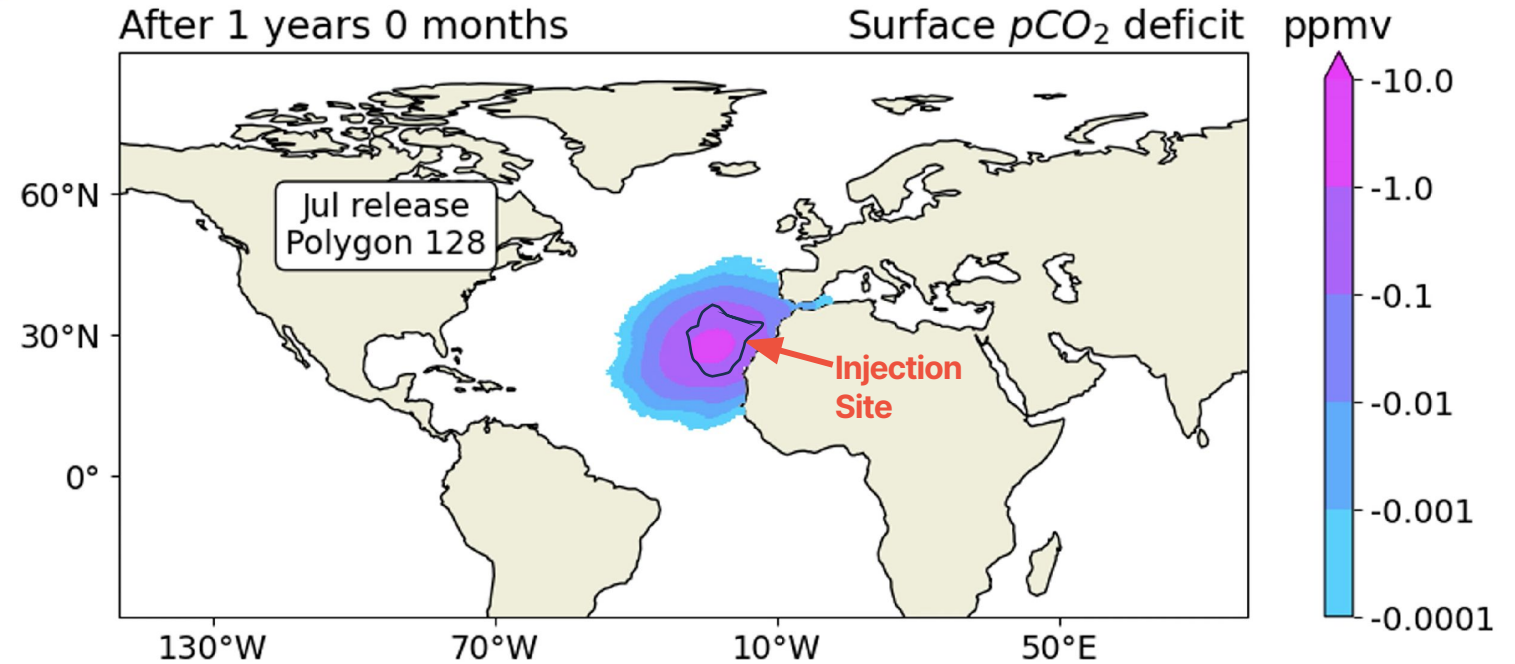 After 1 years 0 months
Surface pCO₂ deficit
ppmv
Jul release
Polygon 128
Injection
Site
60°N
30°N
0°
130°W
70°W
10°W
50°E
-10.0
-1.0
-0.1
-0.01
-0.001
-0.0001